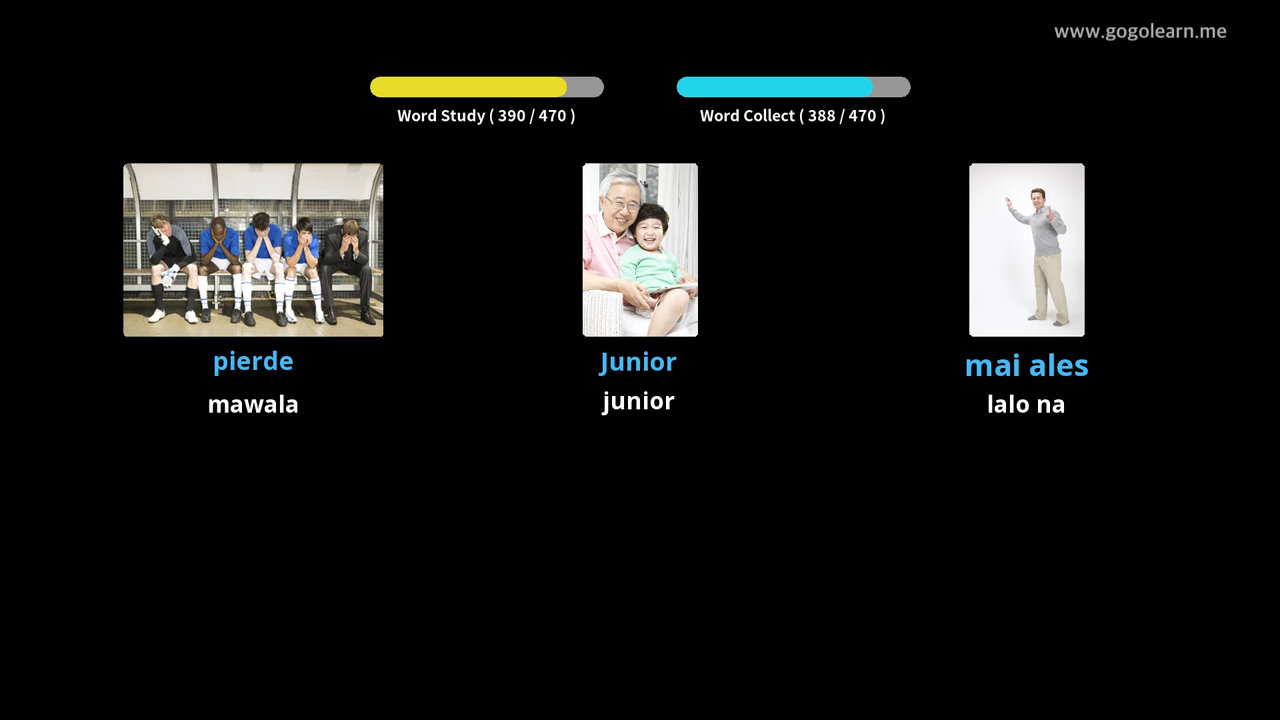 www.gogolearn.me
Word Study ( 390 / 470 )
Word Collect ( 388 / 470 )
pierde
mawala
Junior
junior
mai ales
lalo na